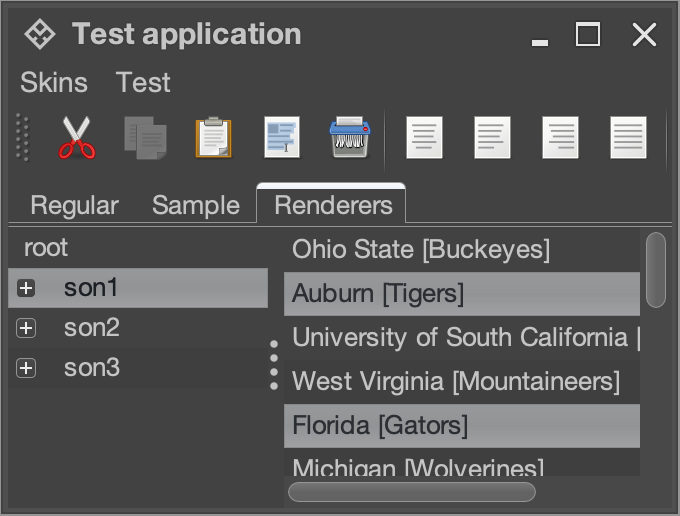 Test application
Skins Test
Regular Sample Renderers
root
son1
son2
son3
Ohio State [Buckeyes]
Auburn [Tigers]
University of South California [
West Virginia [Mountaineers]
Florida [Gators]
Michigan [Wolverines]